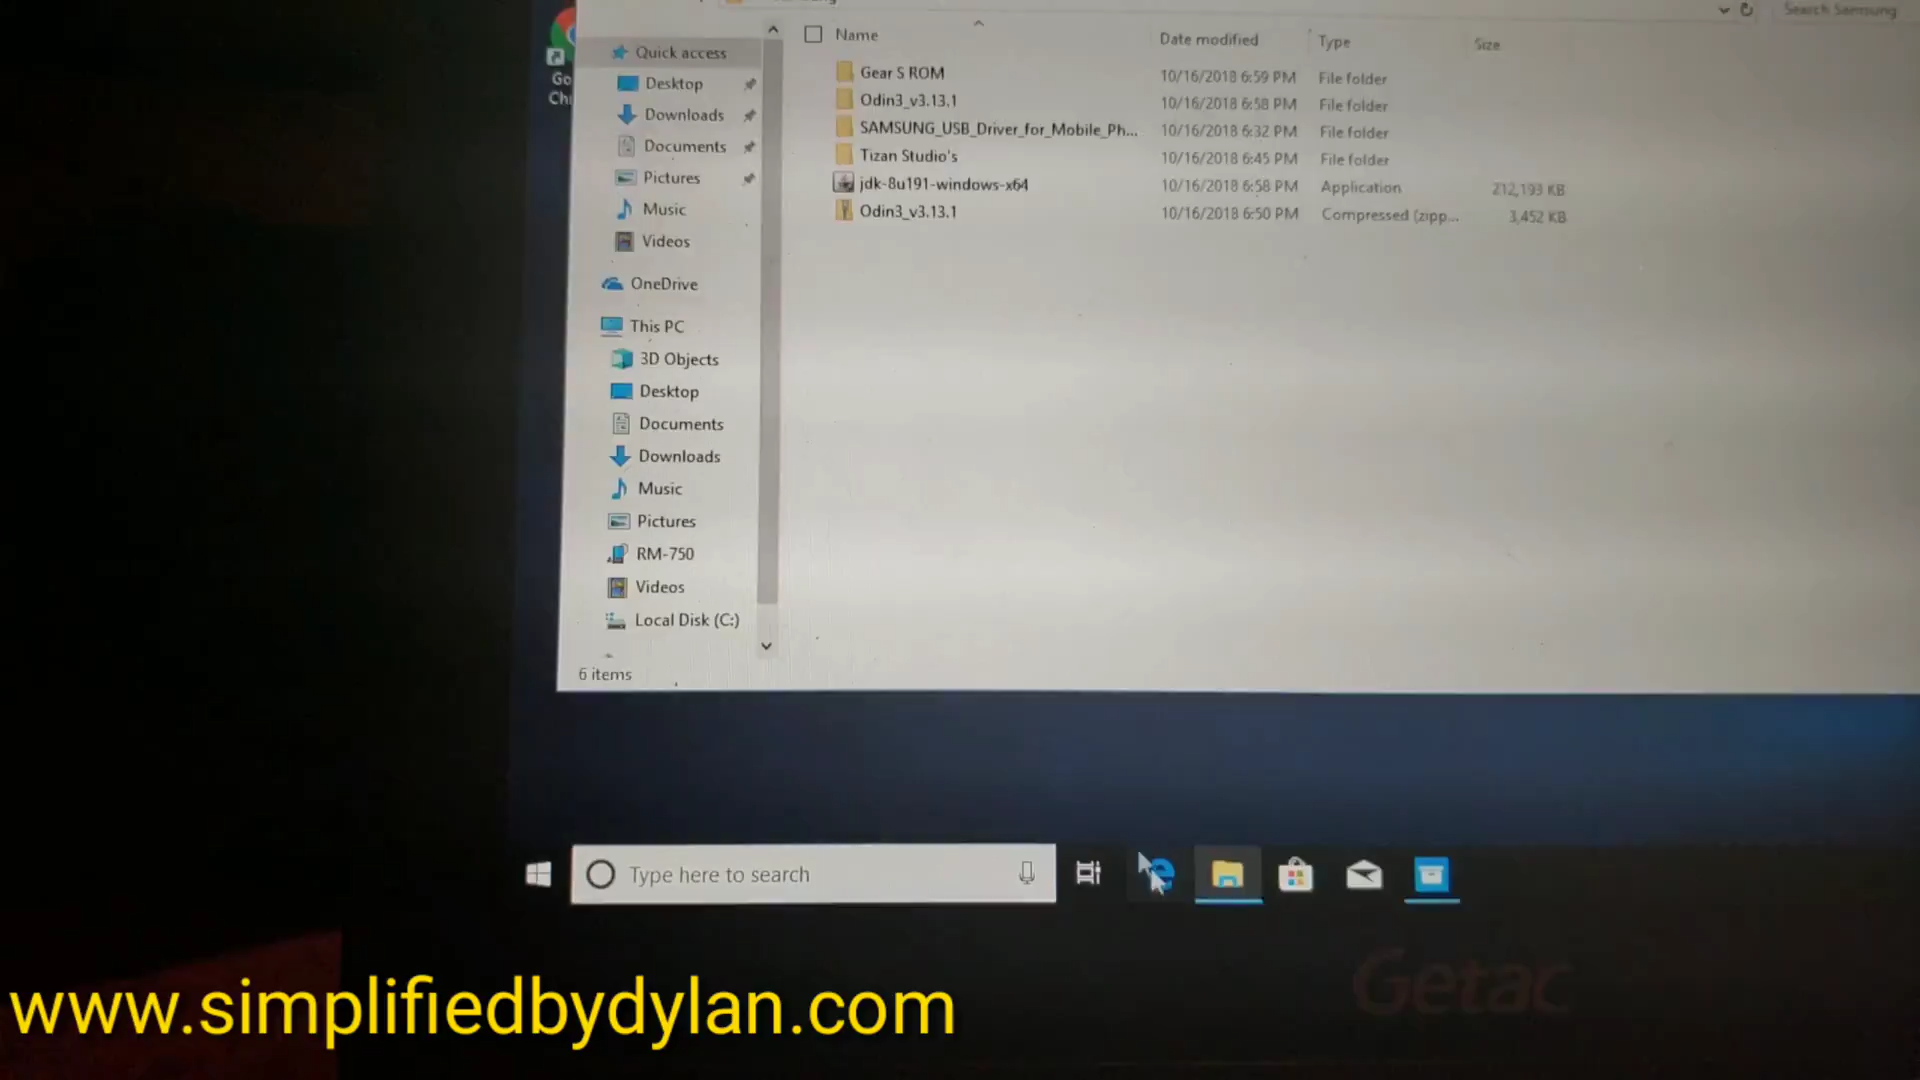 Search Samsung
Name Date modified Type Size
Gear S ROM 10/16/2018 6:59 PM File folder
Odin3_v3.13.1 10/16/2018 6:58 PM File folder
SAMSUNG_USB_Driver_for_Mobile_Ph... 10/16/2018 6:32 PM File folder
Tizan Studio's 10/16/2018 6:45 PM File folder
jdk-8u191-windows-x64 10/16/2018 6:58 PM Application 212,193 KB
Odin3_v3.13.1 10/16/2018 6:50 PM Compressed (zipp... 3,452 KB
Quick access
Desktop
Downloads
Documents
Pictures
Music
Videos
OneDrive
This PC
3D Objects
Desktop
Documents
Downloads
Music
Pictures
RM-750
Videos
Local Disk (C:)
6 items
Go
Ch
Type here to search
Getac
www.simplifiedbydylan.com